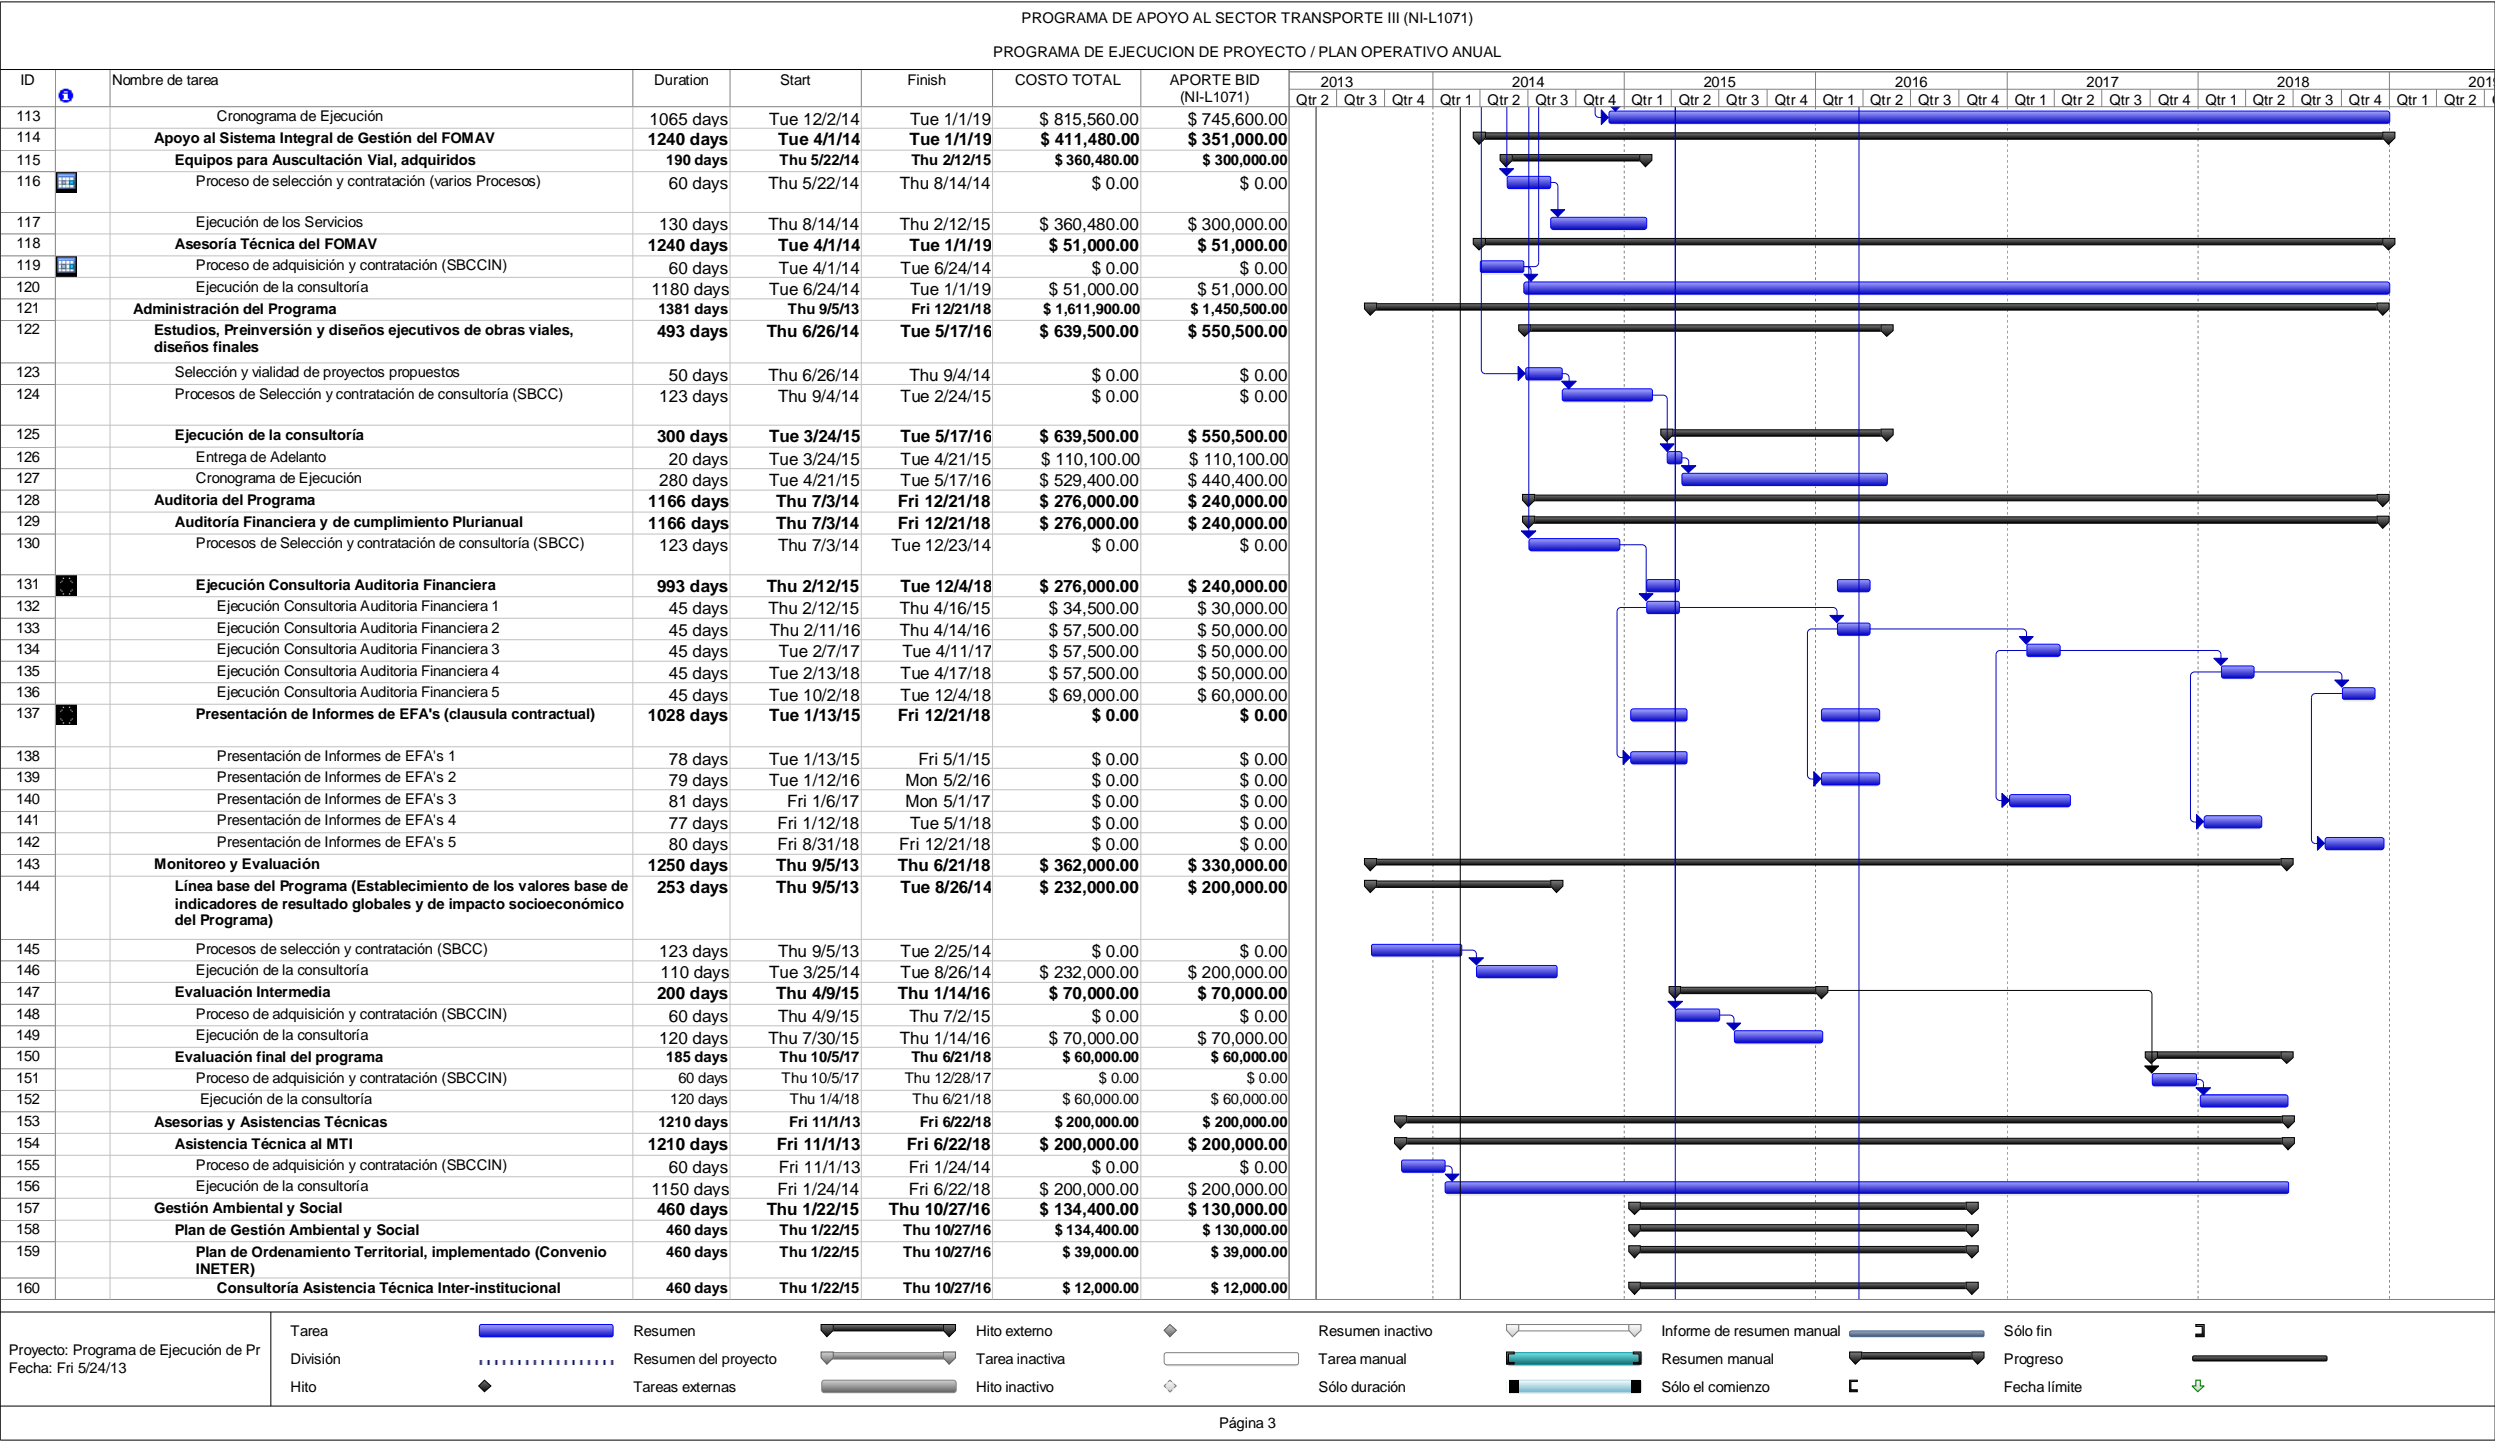 PROGRAMA DE APOYO AL SECTOR TRANSPORTE III (NI-L1071)
PROGRAMA DE EJECUCION DE PROYECTO / PLAN OPERATIVO ANUAL
ID Nombre de tarea Duration Start Finish COSTO TOTAL APORTE BID (NI-L1071)
2013 2014 2015 2016 2017 2018 201
Qtr 2 Qtr 3 Qtr 4 Qtr 1 Qtr 2 Qtr 3 Qtr 4 Qtr 1 Qtr 2 Qtr 3 Qtr 4 Qtr 1 Qtr 2 Qtr 3 Qtr 4 Qtr 1 Qtr 2 Qtr 3 Qtr 4 Qtr 1 Qtr 2 Qtr 3 Qtr 4 Qtr 1 Qtr 2
113 Cronograma de Ejecución 1065 days Tue 12/2/14 Tue 1/1/19 $ 815,560.00 $ 745,600.00
114 Apoyo al Sistema Integral de Gestión del FOMAV 1240 days Tue 4/1/14 Tue 1/1/19 $ 411,480.00 $ 351,000.00
115 Equipos para Auscultación Vial, adquiridos 190 days Thu 5/22/14 Thu 2/12/15 $ 360,480.00 $ 300,000.00
116 Proceso de selección y contratación (varios Procesos) 60 days Thu 5/22/14 Thu 8/14/14 $ 0.00 $ 0.00
117 Ejecución de los Servicios 130 days Thu 8/14/14 Thu 2/12/15 $ 360,480.00 $ 300,000.00
118 Asesoría Técnica del FOMAV 1240 days Tue 4/1/14 Tue 1/1/19 $ 51,000.00 $ 51,000.00
119 Proceso de adquisición y contratación (SBCCIN) 60 days Tue 4/1/14 Tue 6/24/14 $ 0.00 $ 0.00
120 Ejecución de la consultoría 1180 days Tue 6/24/14 Tue 1/1/19 $ 51,000.00 $ 51,000.00
121 Administración del Programa 1381 days Thu 9/5/13 Fri 12/21/18 $ 1,611,900.00 $ 1,450,500.00
122 Estudios, Preinversión y diseños ejecutivos de obras viales, 493 days Thu 6/26/14 Tue 5/17/16 $ 639,500.00 $ 550,500.00
diseños finales
123 Selección y vialidad de proyectos propuestos 50 days Thu 6/26/14 Thu 9/4/14 $ 0.00 $ 0.00
124 Procesos de Selección y contratación de consultoría (SBCC) 123 days Thu 9/4/14 Tue 2/24/15 $ 0.00 $ 0.00
125 Ejecución de la consultoría 300 days Tue 3/24/15 Tue 5/17/16 $ 639,500.00 $ 550,500.00
126 Entrega de Adelanto 20 days Tue 3/24/15 Tue 4/21/15 $ 110,100.00 $ 110,100.00
127 Cronograma de Ejecución 280 days Tue 4/21/15 Tue 5/17/16 $ 529,400.00 $ 440,400.00
128 Auditoria del Programa 1166 days Thu 7/3/14 Fri 12/21/18 $ 276,000.00 $ 240,000.00
129 Auditoría Financiera y de cumplimiento Plurianual 1166 days Thu 7/3/14 Fri 12/21/18 $ 276,000.00 $ 240,000.00
130 Procesos de Selección y contratación de consultoría (SBCC) 123 days Thu 7/3/14 Tue 12/23/14 $ 0.00 $ 0.00
131 Ejecución Consultoria Auditoria Financiera 993 days Thu 2/12/15 Tue 12/4/18 $ 276,000.00 $ 240,000.00
132 Ejecución Consultoria Auditoria Financiera 1 45 days Thu 2/12/15 Thu 4/16/15 $ 34,500.00 $ 30,000.00
133 Ejecución Consultoria Auditoria Financiera 2 45 days Thu 2/11/16 Thu 4/14/16 $ 57,500.00 $ 50,000.00
134 Ejecución Consultoria Auditoria Financiera 3 45 days Tue 2/7/17 Tue 4/11/17 $ 57,500.00 $ 50,000.00
135 Ejecución Consultoria Auditoria Financiera 4 45 days Tue 2/13/18 Tue 4/17/18 $ 57,500.00 $ 50,000.00
136 Ejecución Consultoria Auditoria Financiera 5 45 days Tue 10/2/18 Tue 12/4/18 $ 69,000.00 $ 60,000.00
137 Presentación de Informes de EFA's (clausula contractual) 1028 days Tue 1/13/15 Fri 12/21/18 $ 0.00 $ 0.00
138 Presentación de Informes de EFA's 1 78 days Tue 1/13/15 Fri 5/1/15 $ 0.00 $ 0.00
139 Presentación de Informes de EFA's 2 79 days Tue 1/12/16 Mon 5/2/16 $ 0.00 $ 0.00
140 Presentación de Informes de EFA's 3 81 days Fri 1/6/17 Mon 5/1/17 $ 0.00 $ 0.00
141 Presentación de Informes de EFA's 4 77 days Fri 1/12/18 Tue 5/1/18 $ 0.00 $ 0.00
142 Presentación de Informes de EFA's 5 80 days Fri 8/31/18 Fri 12/21/18 $ 0.00 $ 0.00
143 Monitoreo y Evaluación 1250 days Thu 9/5/13 Thu 6/21/18 $ 362,000.00 $ 330,000.00
144 Línea base del Programa (Establecimiento de los valores base de 253 days Thu 9/5/13 Tue 8/26/14 $ 232,000.00 $ 200,000.00
indicadores de resultado globales y de impacto socioeconómico
del Programa)
145 Procesos de selección y contratación (SBCC) 123 days Thu 9/5/13 Tue 2/25/14 $ 0.00 $ 0.00
146 Ejecución de la consultoría 110 days Tue 3/25/14 Tue 8/26/14 $ 232,000.00 $ 200,000.00
147 Evaluación Intermedia 200 days Thu 4/9/15 Thu 1/14/16 $ 70,000.00 $ 70,000.00
148 Proceso de adquisición y contratación (SBCCIN) 60 days Thu 4/9/15 Thu 7/2/15 $ 0.00 $ 0.00
149 Ejecución de la consultoría 120 days Thu 7/30/15 Thu 1/14/16 $ 70,000.00 $ 70,000.00
150 Evaluación final del programa 185 days Thu 10/5/17 Thu 6/21/18 $ 60,000.00 $ 60,000.00
151 Proceso de adquisición y contratación (SBCCIN) 60 days Thu 10/5/17 Thu 12/28/17 $ 0.00 $ 0.00
152 Ejecución de la consultoría 120 days Thu 1/4/18 Thu 6/21/18 $ 60,000.00 $ 60,000.00
153 Asesorias y Asistencias Técnicas 1210 days Fri 11/1/13 Fri 6/22/18 $ 200,000.00 $ 200,000.00
154 Asistencia Técnica al MTI 1210 days Fri 11/1/13 Fri 6/22/18 $ 200,000.00 $ 200,000.00
155 Proceso de adquisición y contratación (SBCCIN) 60 days Fri 11/1/13 Fri 1/24/14 $ 0.00 $ 0.00
156 Ejecución de la consultoría 1150 days Fri 1/24/14 Fri 6/22/18 $ 200,000.00 $ 200,000.00
157 Gestión Ambiental y Social 460 days Thu 1/22/15 Thu 10/27/16 $ 134,400.00 $ 130,000.00
158 Plan de Gestión Ambiental y Social 460 days Thu 1/22/15 Thu 10/27/16 $ 134,400.00 $ 130,000.00
159 Plan de Ordenamiento Territorial, implementado (Convenio 460 days Thu 1/22/15 Thu 10/27/16 $ 39,000.00 $ 39,000.00
INETER)
160 Consultoría Asistencia Técnica Inter-institucional 460 days Thu 1/22/15 Thu 10/27/16 $ 12,000.00 $ 12,000.00
Proyecto: Programa de Ejecución de Pr
Fecha: Fri 5/24/13
Tarea Resumen Hito externo Resumen inactivo Informe de resumen manual Sólo fin
División Resumen del proyecto Tarea inactiva Tarea manual Resumen manual Progreso
Hito Tareas externas Hito inactivo Sólo duración Sólo el comienzo Fecha límite
Página 3